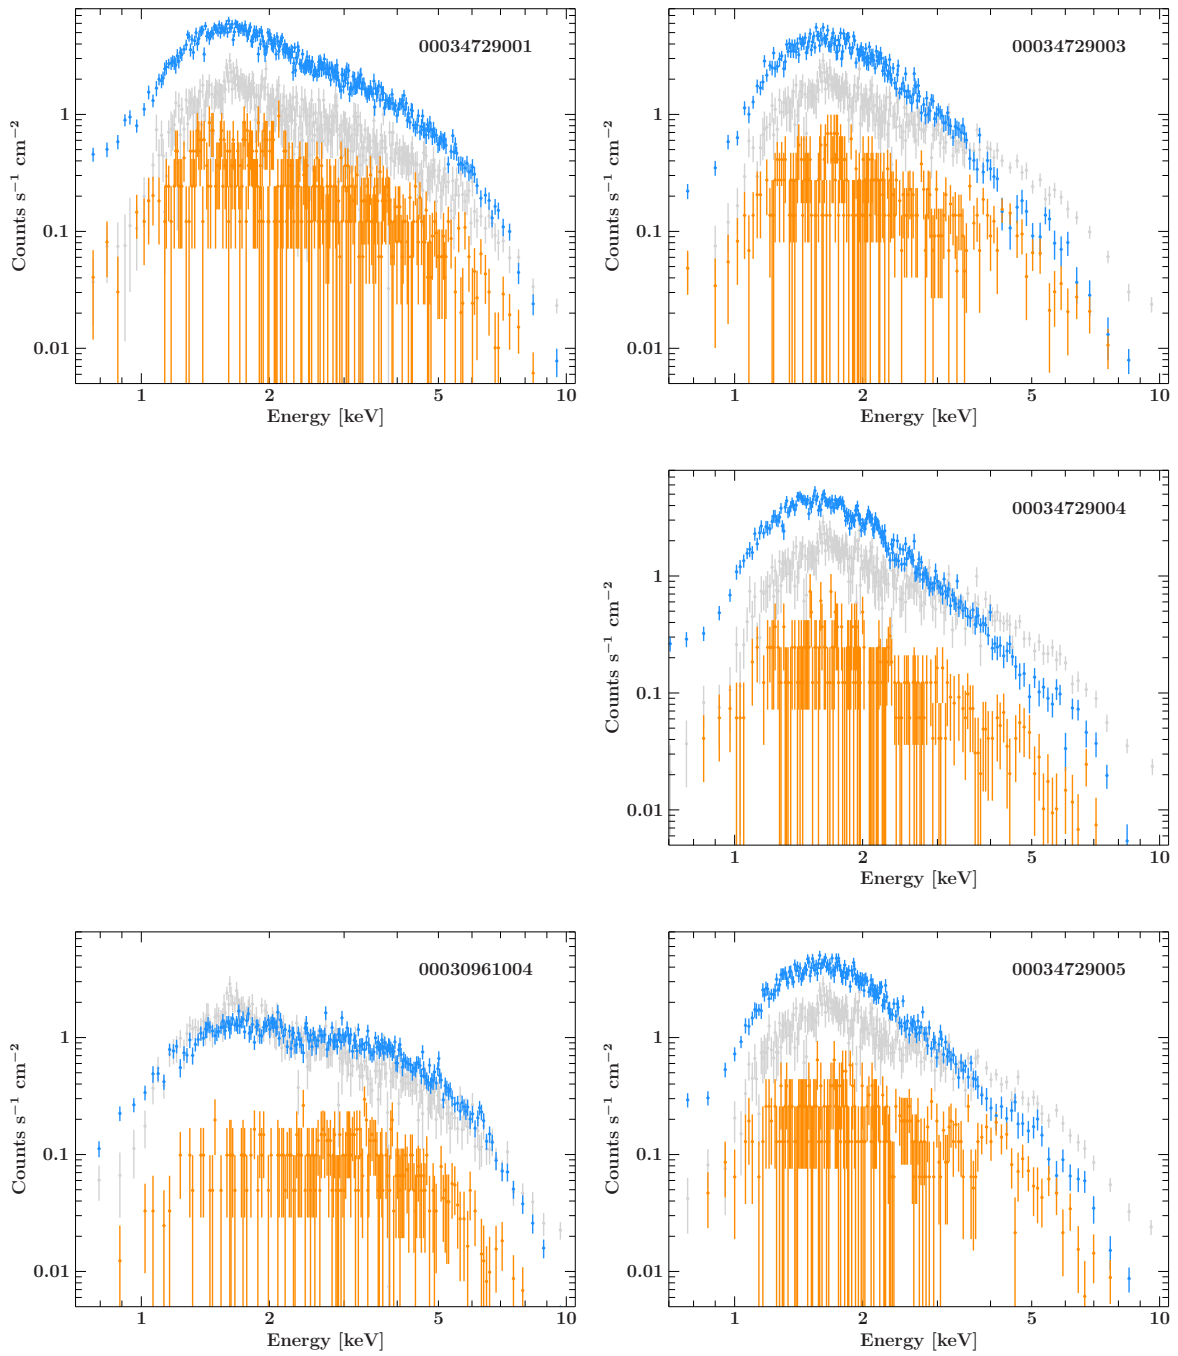 00034729001
Counts s⁻¹ cm⁻²
1
0.1
0.01
1 2 5 10
Energy [keV]
00034729003
Counts s⁻¹ cm⁻²
1
0.1
0.01
1 2 5 10
Energy [keV]
00034729004
Counts s⁻¹ cm⁻²
1
0.1
0.01
1 2 5 10
Energy [keV]
00030961004
Counts s⁻¹ cm⁻²
1
0.1
0.01
1 2 5 10
Energy [keV]
00034729005
Counts s⁻¹ cm⁻²
1
0.1
0.01
1 2 5 10
Energy [keV]